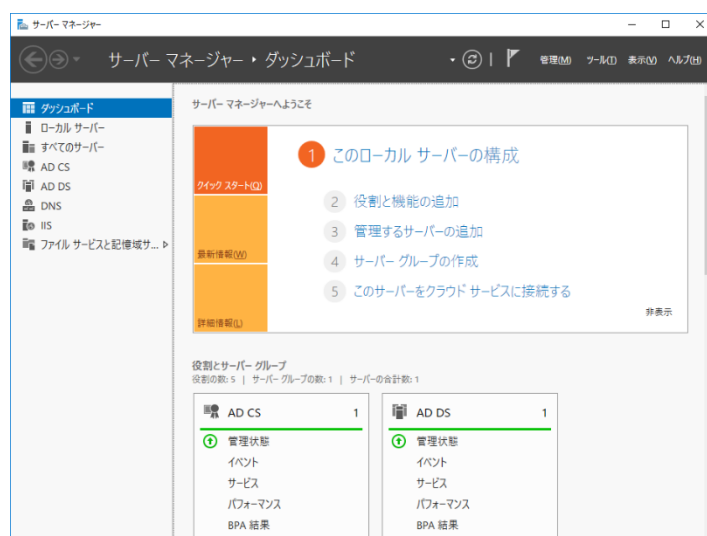 サーバー マネージャー
サーバー マネージャー ‣ ダッシュボード
管理(M) ツール(T) 表示(V) ヘルプ(H)
ダッシュボード
ローカル サーバー
すべてのサーバー
AD CS
AD DS
DNS
IIS
ファイル サービスと記憶域サ...
サーバー マネージャーへようこそ
クイック スタート(Q)
最新情報(W)
詳細情報(L)
1 このローカル サーバーの構成
2 役割と機能の追加
3 管理するサーバーの追加
4 サーバー グループの作成
5 このサーバーをクラウド サービスに接続する
非表示
役割とサーバー グループ
役割の数: 5 | サーバー グループの数: 1 | サーバーの合計数: 1
AD CS 1
管理状態
イベント
サービス
パフォーマンス
BPA 結果
AD DS 1
管理状態
イベント
サービス
パフォーマンス
BPA 結果